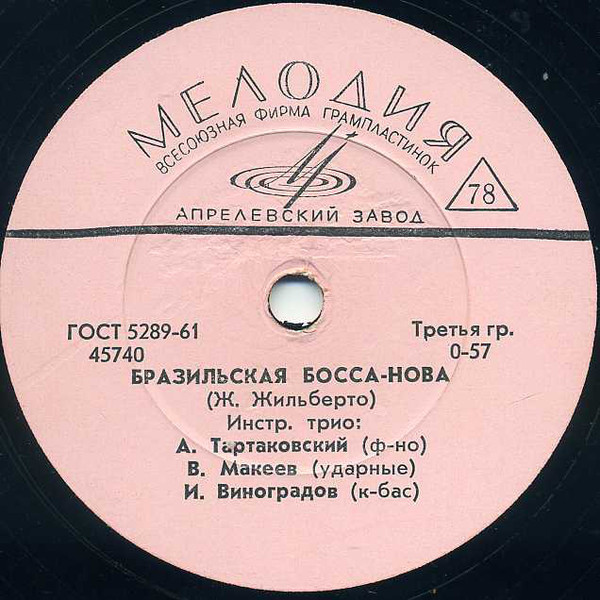 МЕЛОДИЯ
ВСЕСОЮЗНАЯ ФИРМА ГРАМПЛАСТИНОК
78
АПРЕЛЕВСКИЙ ЗАВОД
ГОСТ 5289-61 Третья гр.
45740 0-57
БРАЗИЛЬСКАЯ БОССА-НОВА
(Ж. Жильберто)
Инстр. трио:
А. Тартаковский (ф-но)
В. Макеев (ударные)
И. Виноградов (к-бас)